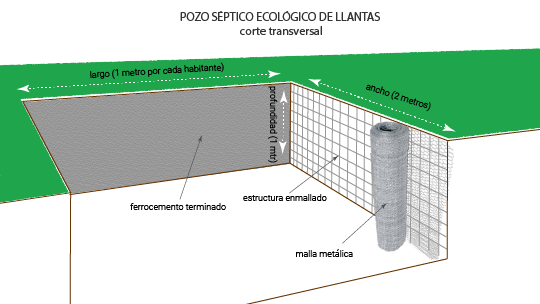 POZO SÉPTICO ECOLÓGICO DE LLANTAS
corte transversal
largo (1 metro por cada habitante)
ancho (2 metros)
profundidad (1 mtr)
ferrocemento terminado
estructura enmallado
malla metálica